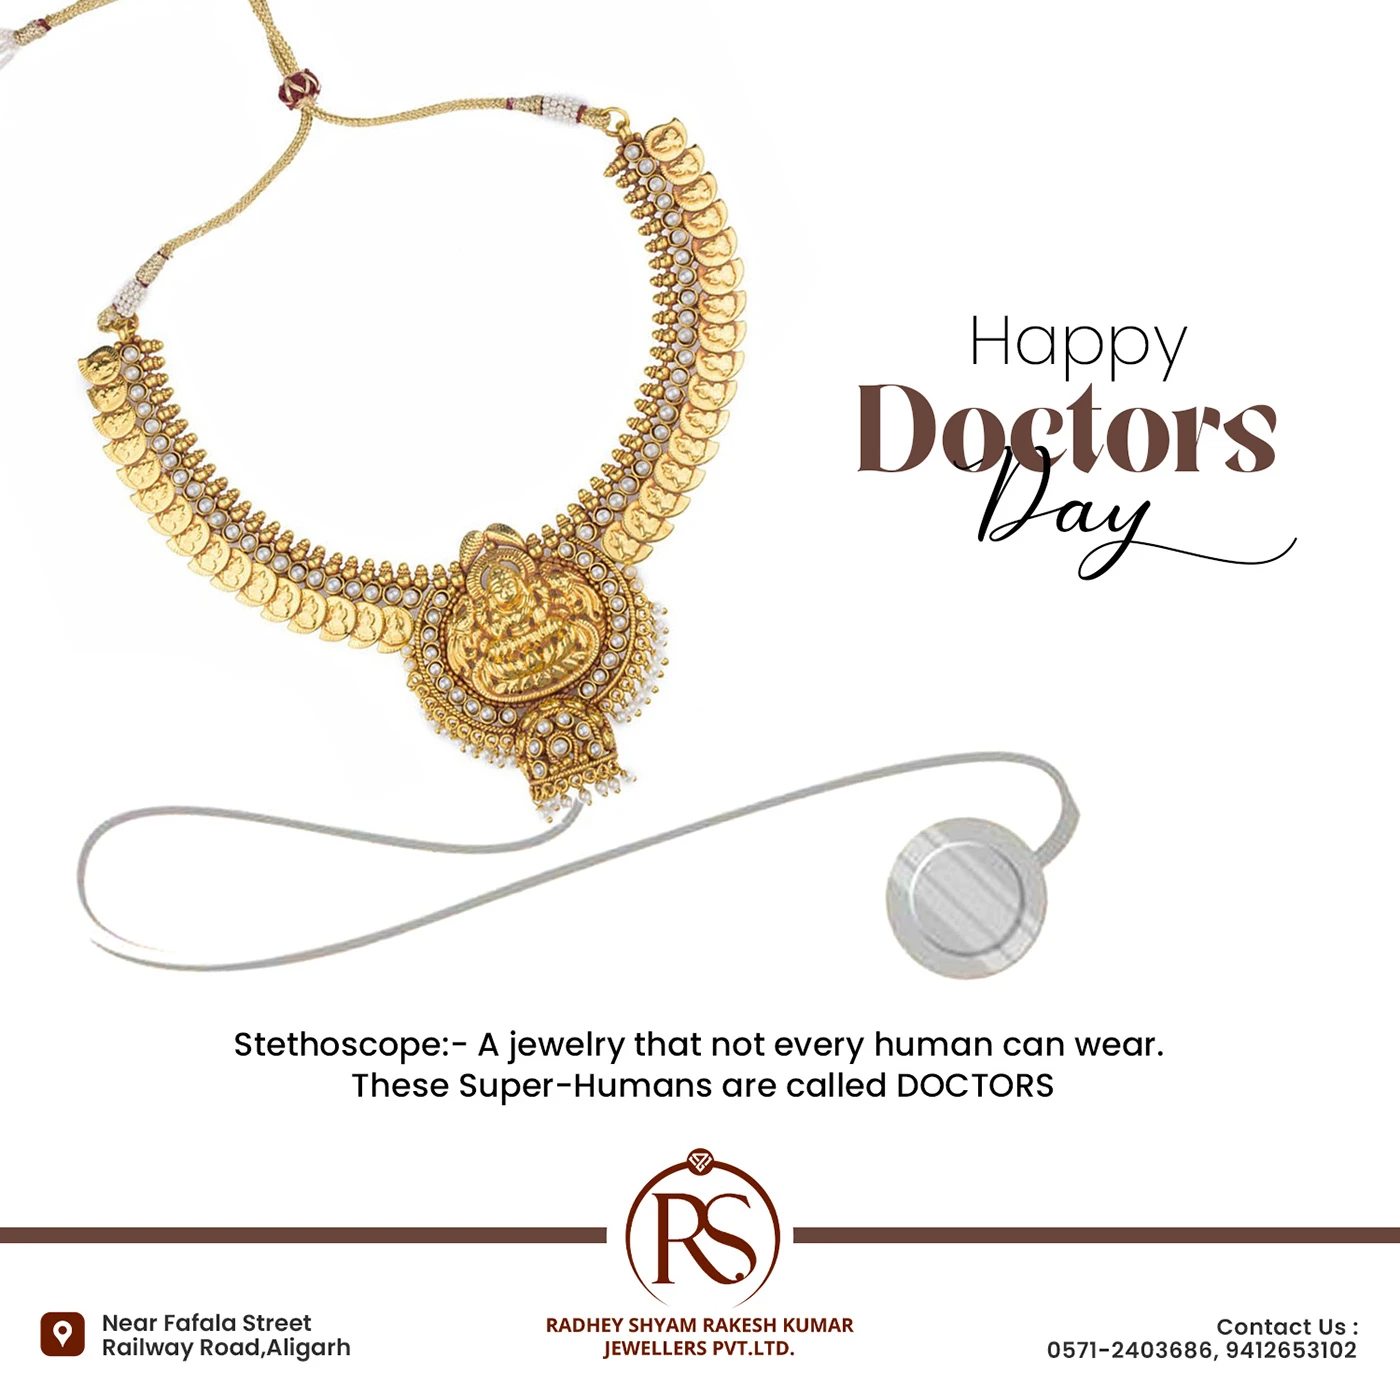 Happy
Doctors
Day
Stethoscope:- A jewelry that not every human can wear.
These Super-Humans are called DOCTORS
RS
RADHEY SHYAM RAKESH KUMAR
JEWELLERS PVT.LTD.
Near Fafala Street
Railway Road,Aligarh
Contact Us :
0571-2403686, 9412653102